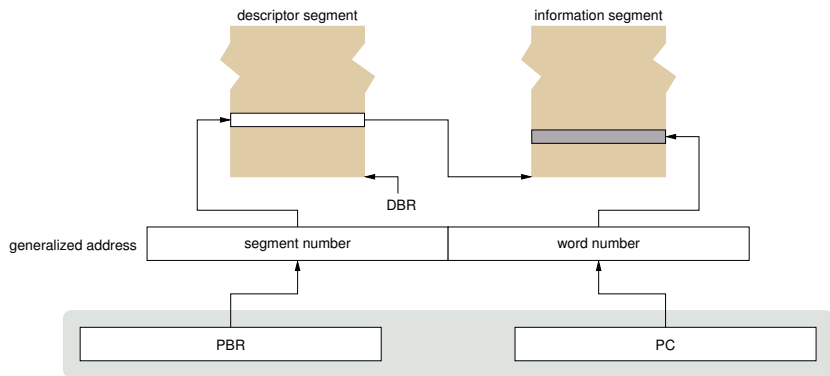 descriptor segment
information segment
DBR
generalized address
segment number
word number
PBR
PC